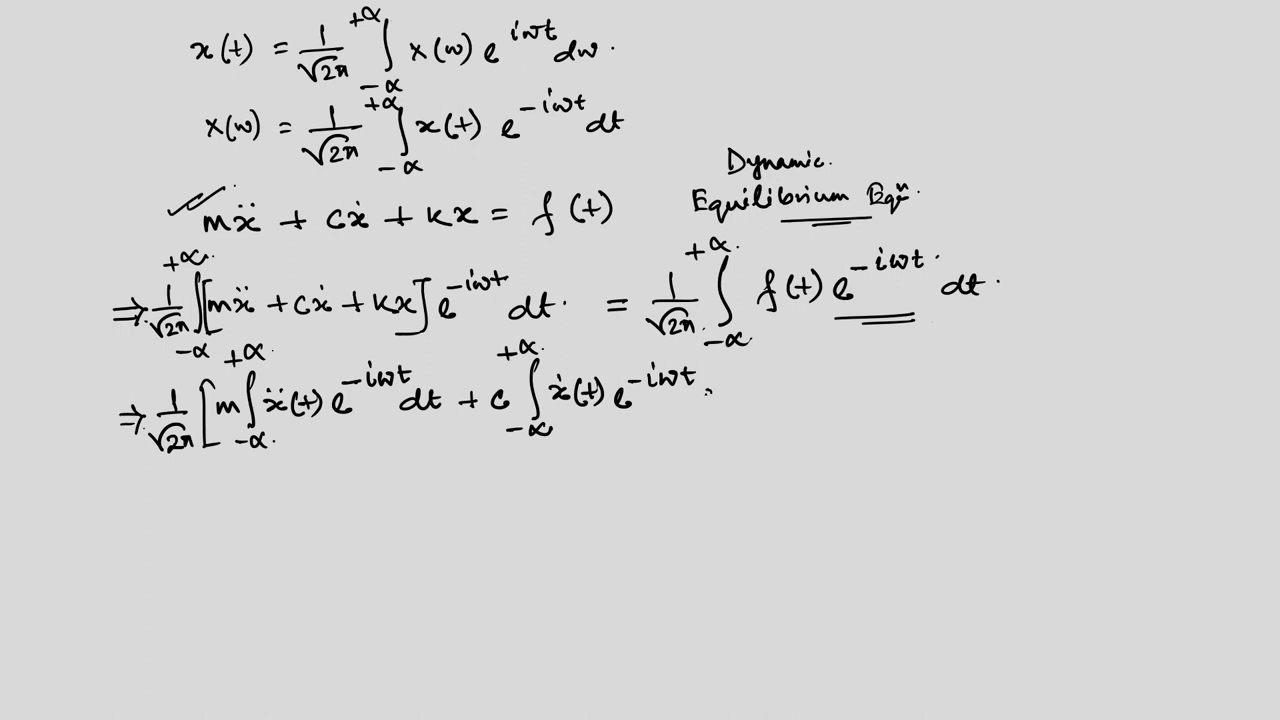 x(t) = 1/√2π ∫_{-α}^{+α} X(ω) e^{iωt} dω.
X(ω) = 1/√2π ∫_{-α}^{+α} x(t) e^{-iωt} dt
Dynamic.
Equilibrium Eqⁿ.
mẍ + cẋ + kx = f(t)
⇒ 1/√2π ∫_{-α}^{+α} [mẍ + cẋ + kx] e^{-iωt} dt. = 1/√2π ∫_{-α}^{+α} f(t) e^{-iωt} dt.
⇒ 1/√2π [m ∫_{-α}^{+α} ẍ(t) e^{-iωt} dt + c ∫_{-α}^{+α} ẋ(t) e^{-iωt}